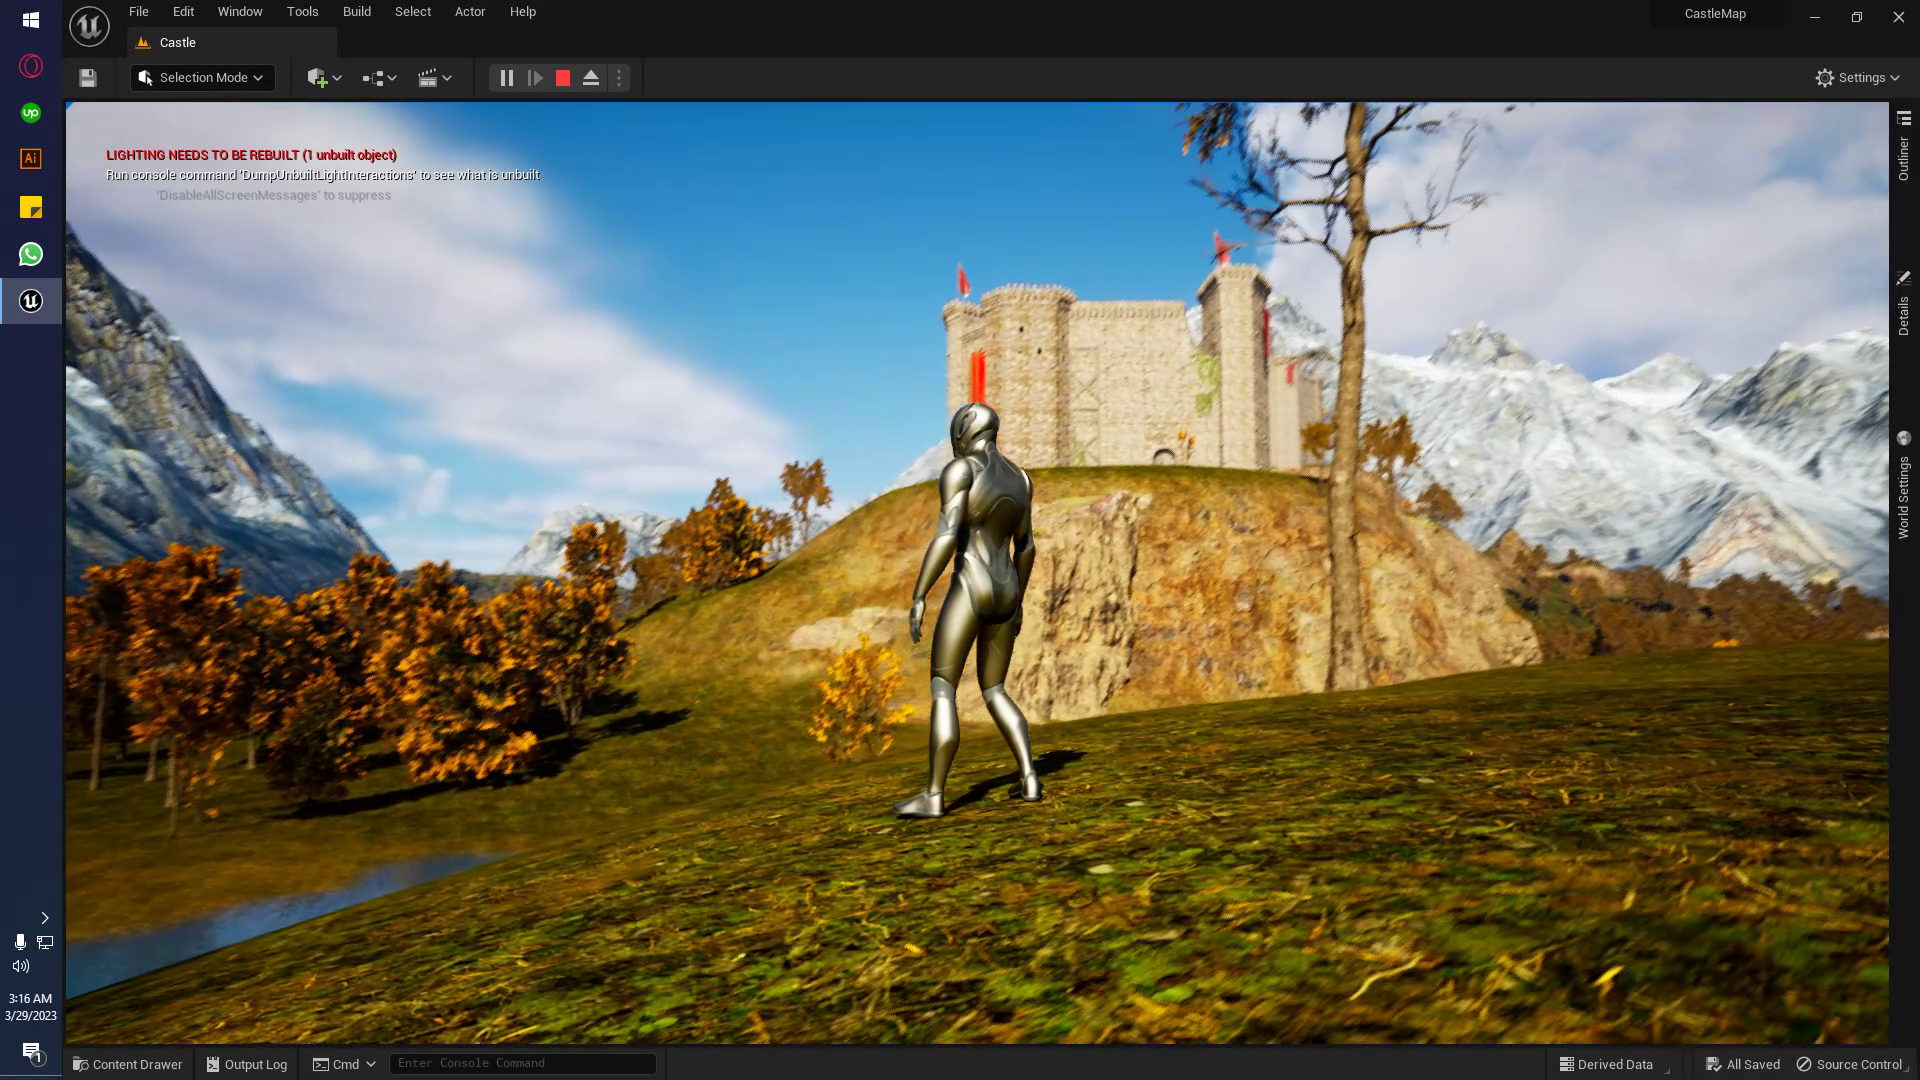 File Edit Window Tools Build Select Actor Help
CastleMap
Castle
Selection Mode
Settings
up
Ai
LIGHTING NEEDS TO BE REBUILT (1 unbuilt object)
Run console command 'DumpUnbuiltLightInteractions' to see what is unbuilt
'DisableAllScreenMessages' to suppress
Outliner
Details
World Settings
3:16 AM
3/29/2023
1
Content Drawer
Output Log
Cmd
Enter Console Command
Derived Data
All Saved
Source Control